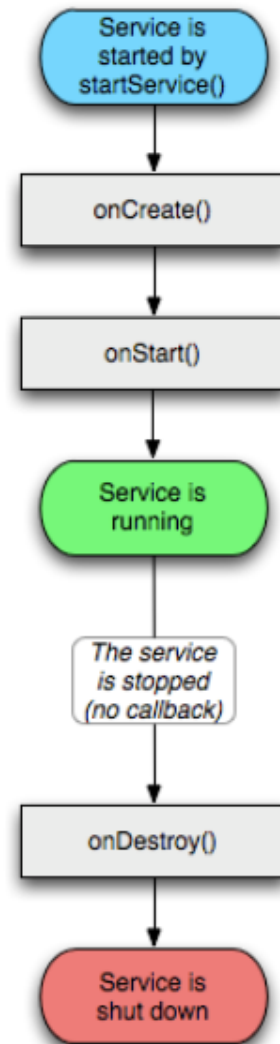 Service is
started by
startService()
onCreate()
onStart()
Service is
running
The service
is stopped
(no callback)
onDestroy()
Service is
shut down